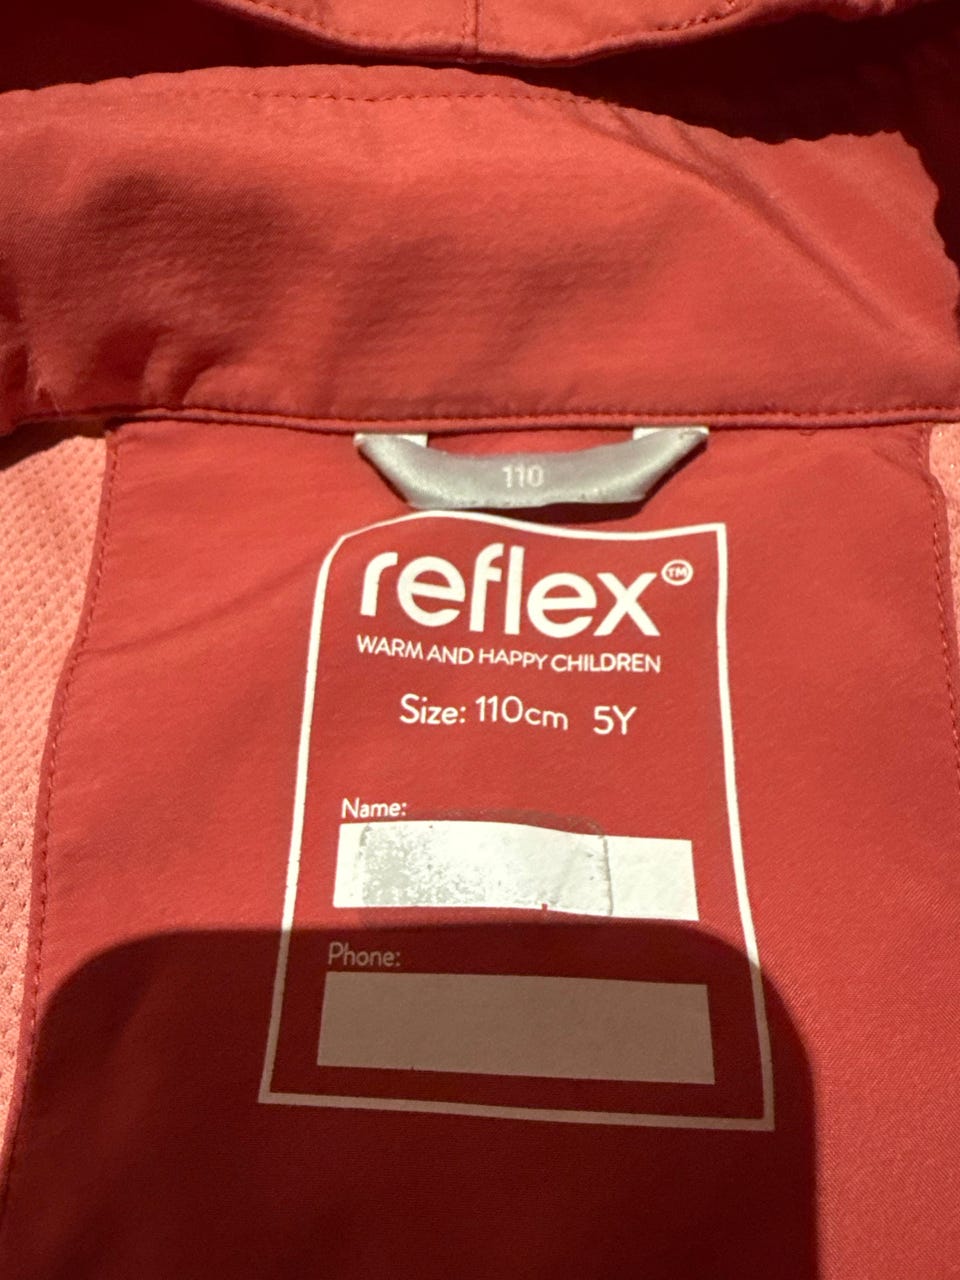 110
reflex™
WARM AND HAPPY CHILDREN
Size: 110cm 5Y
Name:
Phone: